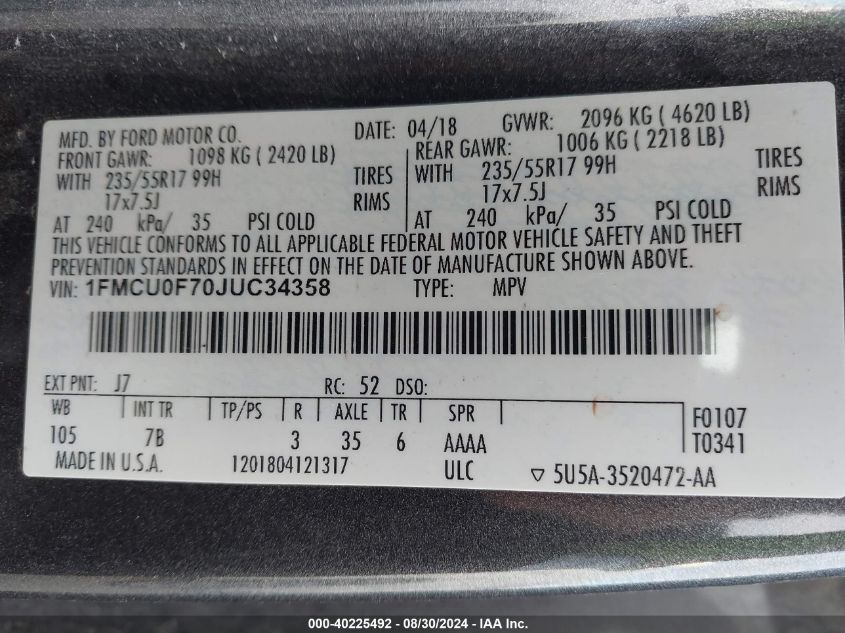 MFD. BY FORD MOTOR CO. DATE: 04/18 GVWR: 2096 KG ( 4620 LB)
FRONT GAWR: 1098 KG ( 2420 LB) REAR GAWR: 1006 KG ( 2218 LB)
WITH 235/55R17 99H TIRES WITH 235/55R17 99H TIRES
17x7.5J RIMS 17x7.5J RIMS
AT 240 kPa/ 35 PSI COLD AT 240 kPa/ 35 PSI COLD
THIS VEHICLE CONFORMS TO ALL APPLICABLE FEDERAL MOTOR VEHICLE SAFETY AND THEFT
PREVENTION STANDARDS IN EFFECT ON THE DATE OF MANUFACTURE SHOWN ABOVE.
VIN: 1FMCU0F70JUC34358 TYPE: MPV
EXT PNT: J7 RC: 52 DSO:
WB INT TR TP/PS R AXLE TR SPR F0107
105 7B 3 35 6 AAAA T0341
MADE IN U.S.A. 1201804121317 ULC ▽ 5U5A-3520472-AA
000-40225492 - 08/30/2024 - IAA Inc.